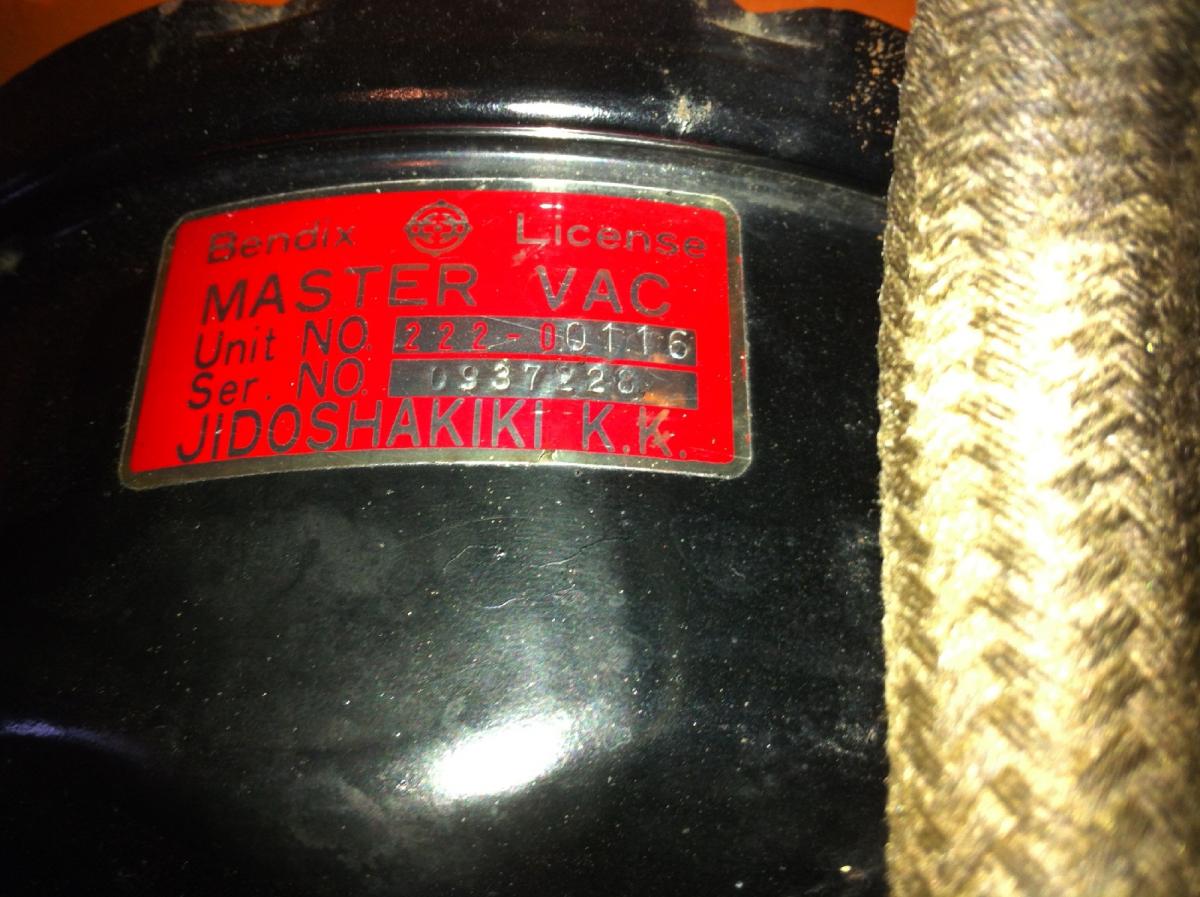 Bendix License
MASTER VAC
Unit NO. 222-00116
Ser. NO. 0937228
JIDOSHAKIKI K.K.